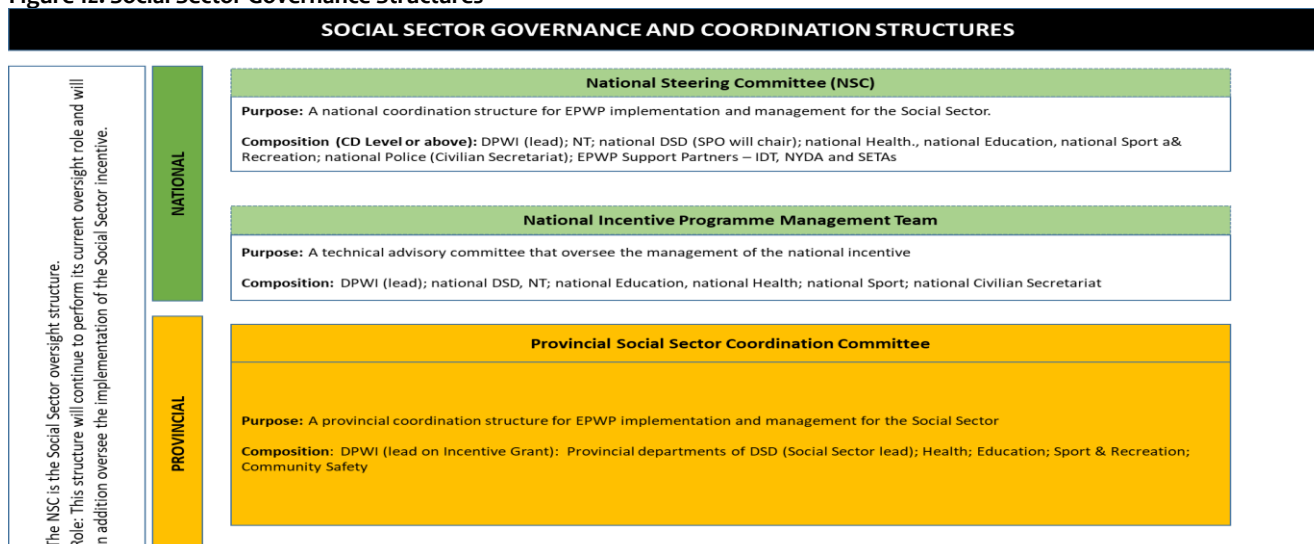 Figure 12: Social Sector Governance Structures
SOCIAL SECTOR GOVERNANCE AND COORDINATION STRUCTURES
The NSC is the Social Sector oversight structure.
Role: This structure will continue to perform its current oversight role and will
in addition oversee the implementation of the Social Sector incentive.
NATIONAL
National Steering Committee (NSC)
Purpose: A national coordination structure for EPWP implementation and management for the Social Sector.
Composition (CD Level or above): DPWI (lead); NT; national DSD (SPO will chair); national Health., national Education, national Sport a&
Recreation; national Police (Civilian Secretariat); EPWP Support Partners – IDT, NYDA and SETAs
National Incentive Programme Management Team
Purpose: A technical advisory committee that oversee the management of the national incentive
Composition: DPWI (lead); national DSD, NT; national Education, national Health; national Sport; national Civilian Secretariat
PROVINCIAL
Provincial Social Sector Coordination Committee
Purpose: A provincial coordination structure for EPWP implementation and management for the Social Sector
Composition: DPWI (lead on Incentive Grant): Provincial departments of DSD (Social Sector lead); Health; Education; Sport & Recreation;
Community Safety